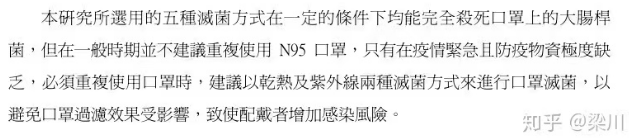 本研究所選用的五種滅菌方式在一定的條件下均能完全殺死口罩上的大腸桿
菌，但在一般時期並不建議重複使用 N95 口罩，只有在疫情緊急且防疫物資極度缺
乏，必須重複使用口罩時，建議以乾熱及紫外線兩種滅菌方式來進行口罩滅菌，以
避免口罩過濾效果受影響，致使配戴者增加感染風險。
知乎 @梁川